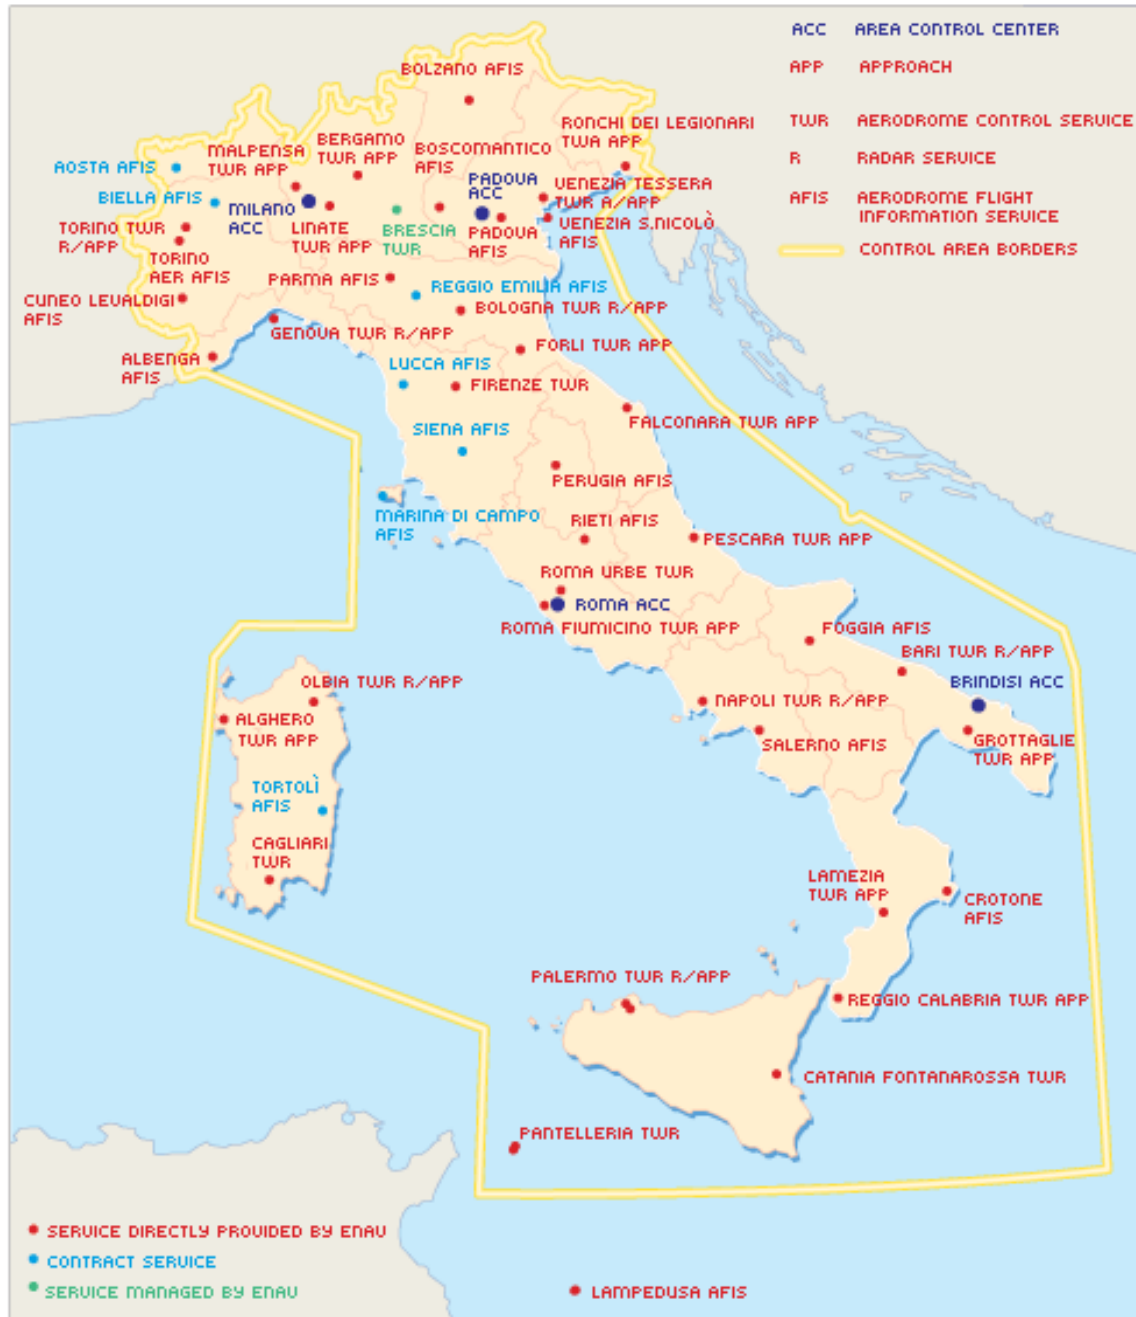 ACC AREA CONTROL CENTER
APP APPROACH
TWR AERODROME CONTROL SERVICE
R RADAR SERVICE
AFIS AERODROME FLIGHT
INFORMATION SERVICE
CONTROL AREA BORDERS
BOLZANO AFIS
RONCHI DEI LEGIONARI
TWA APP
BERGAMO
TWR APP
BOSCOMANTICO
AFIS
MALPENSA
TWR APP
AOSTA AFIS
BIELLA AFIS
MILANO
ACC
LINATE
TWR APP
BRESCIA
TWR
PADOVA
ACC
PADOVA
AFIS
VENEZIA TESSERA
TWR A/APP
VENEZIA S.NICOLÒ
AFIS
TORINO TWR
R/APP
TORINO
AER AFIS
PARMA AFIS
REGGIO EMILIA AFIS
CUNEO LEVALDIGI
AFIS
BOLOGNA TWR R/APP
GENOVA TWR R/APP
FORLI TWR APP
ALBENGA
AFIS
LUCCA AFIS
FIRENZE TWR
FALCONARA TWR APP
SIENA AFIS
PERUGIA AFIS
MARINA DI CAMPO
AFIS
RIETI AFIS
PESCARA TWR APP
ROMA URBE TWR
ROMA ACC
ROMA FIUMICINO TWR APP
FOGGIA AFIS
BARI TWR R/APP
BRINDISI ACC
OLBIA TWR R/APP
NAPOLI TWR R/APP
ALGHERO
TWR APP
SALERNO AFIS
GROTTAGLIE
TWR APP
TORTOLÌ
AFIS
CAGLIARI
TWR
LAMEZIA
TWR APP
CROTONE
AFIS
PALERMO TWR R/APP
REGGIO CALABRIA TWR APP
CATANIA FONTANAROSSA TWR
PANTELLERIA TWR
SERVICE DIRECTLY PROVIDED BY ENAV
CONTRACT SERVICE
SERVICE MANAGED BY ENAV
LAMPEDUSA AFIS